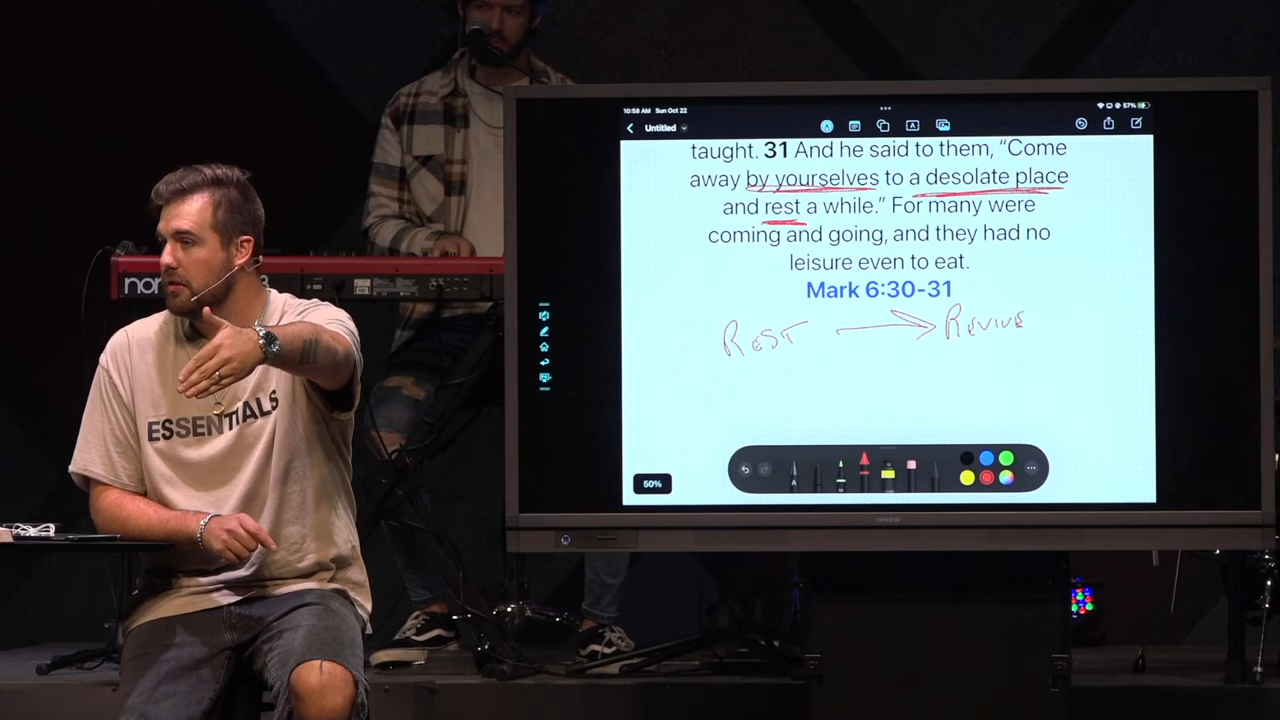 10:58 AM Sun Oct 22
57%
Untitled
taught. 31 And he said to them, “Come
away by yourselves to a desolate place
and rest a while.” For many were
coming and going, and they had no
leisure even to eat.
Mark 6:30-31
REST REVIVE
50%
nor
ESSENTIALS